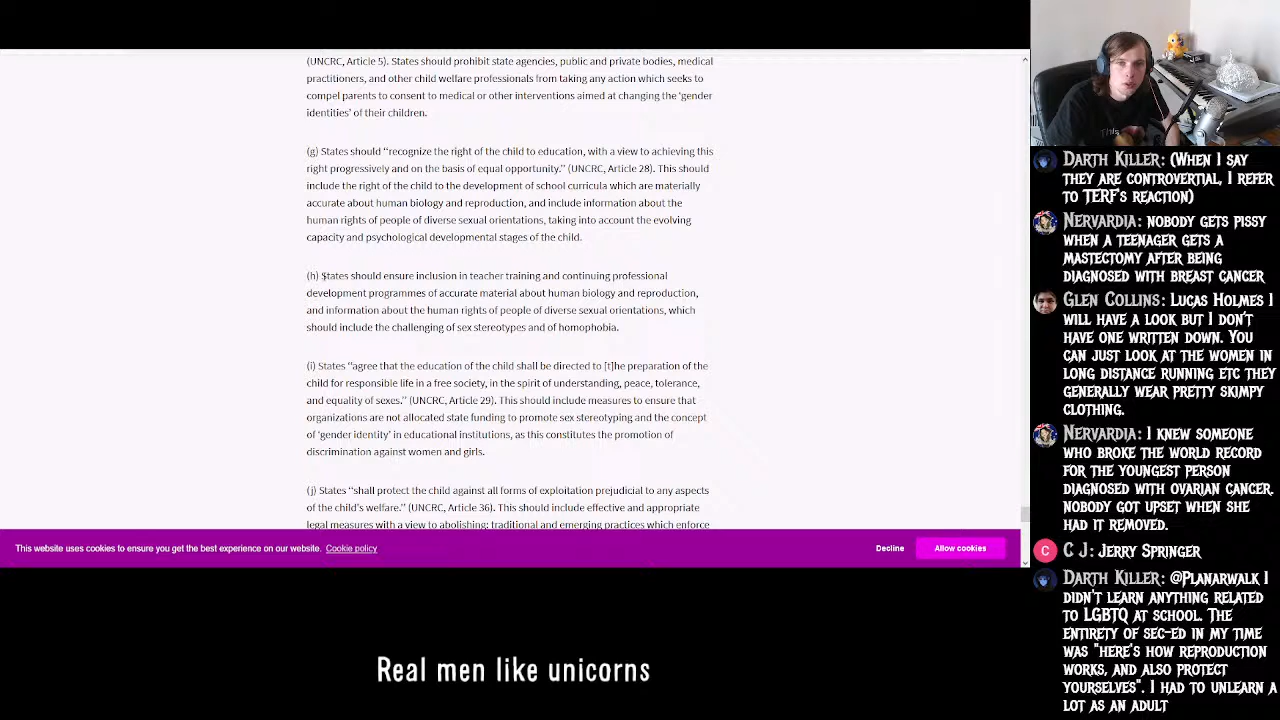 (UNCRC, Article 5). States should prohibit state agencies, public and private bodies, medical
practitioners, and other child welfare professionals from taking any action which seeks to
compel parents to consent to medical or other interventions aimed at changing the ‘gender
identities’ of their children.
(g) States should “recognize the right of the child to education, with a view to achieving this
right progressively and on the basis of equal opportunity.” (UNCRC, Article 28). This should
include the right of the child to the development of school curricula which are materially
accurate about human biology and reproduction, and include information about the
human rights of people of diverse sexual orientations, taking into account the evolving
capacity and psychological developmental stages of the child.
(h) States should ensure inclusion in teacher training and continuing professional
development programmes of accurate material about human biology and reproduction,
and information about the human rights of people of diverse sexual orientations, which
should include the challenging of sex stereotypes and of homophobia.
(i) States “agree that the education of the child shall be directed to [t]he preparation of the
child for responsible life in a free society, in the spirit of understanding, peace, tolerance,
and equality of sexes.” (UNCRC, Article 29). This should include measures to ensure that
organizations are not allocated state funding to promote sex stereotyping and the concept
of ‘gender identity’ in educational institutions, as this constitutes the promotion of
discrimination against women and girls.
(j) States “shall protect the child against all forms of exploitation prejudicial to any aspects
of the child’s welfare.” (UNCRC, Article 36). This should include effective and appropriate
legal measures with a view to abolishing: traditional and emerging practices which enforce
This website uses cookies to ensure you get the best experience on our website. Cookie policy
Decline
Allow cookies
Real men like unicorns
This
Darth Killer: (When I say
they are controvertial, I refer
to TERF's reaction)
Nervardia: nobody gets pissy
when a teenager gets a
mastectomy after being
diagnosed with breast cancer
Glen Collins: Lucas Holmes I
will have a look but I don't
have one written down. You
can just look at the women in
long distance running etc they
generally wear pretty skimpy
clothing.
Nervardia: I knew someone
who broke the world record
for the youngest person
diagnosed with ovarian cancer.
Nobody got upset when she
had it removed.
C
C J: Jerry Springer
Darth Killer: @Planarwalk I
didn't learn anything related
to LGBTQ at school. The
entirety of sec-ed in my time
was "here's how reproduction
works, and also protect
yourselves". I had to unlearn a
lot as an adult